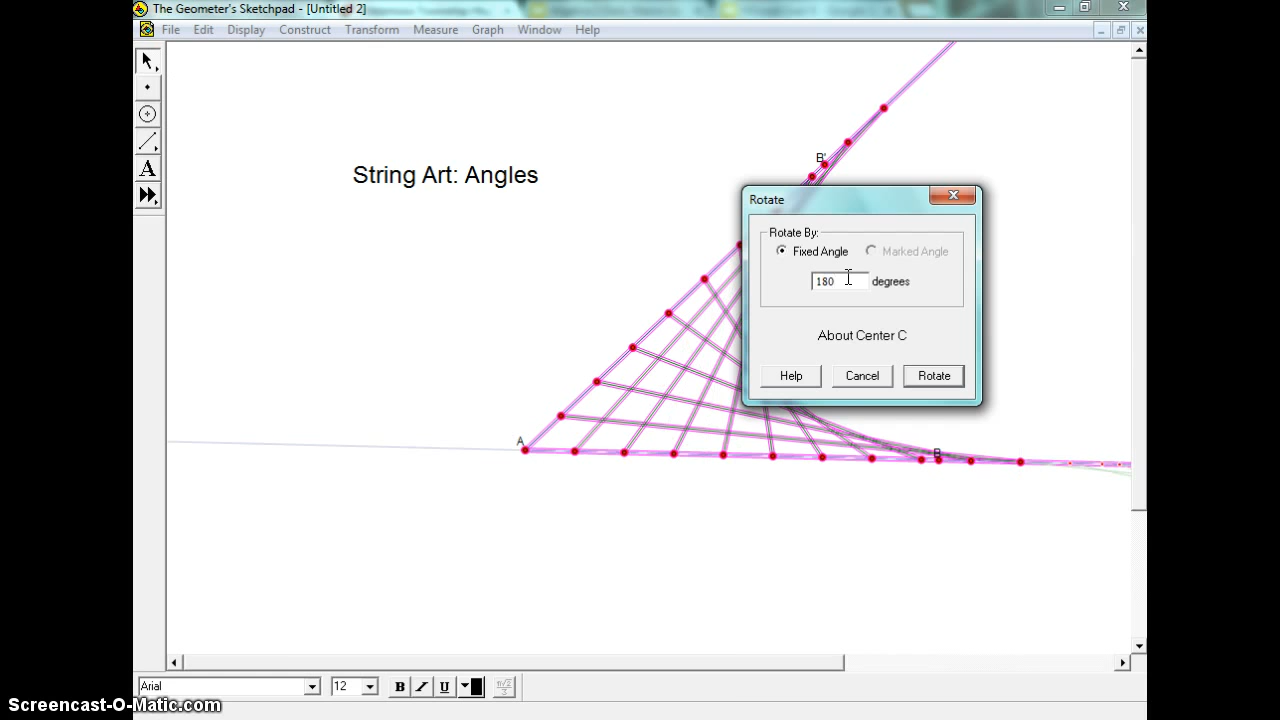 The Geometer's Sketchpad - [Untitled 2]
File Edit Display Construct Transform Measure Graph Window Help
String Art: Angles
B'
Rotate
Rotate By:
Fixed Angle Marked Angle
180 degrees
About Center C
Help Cancel Rotate
A
B
Arial 12 B I U
Screencast-O-Matic.com